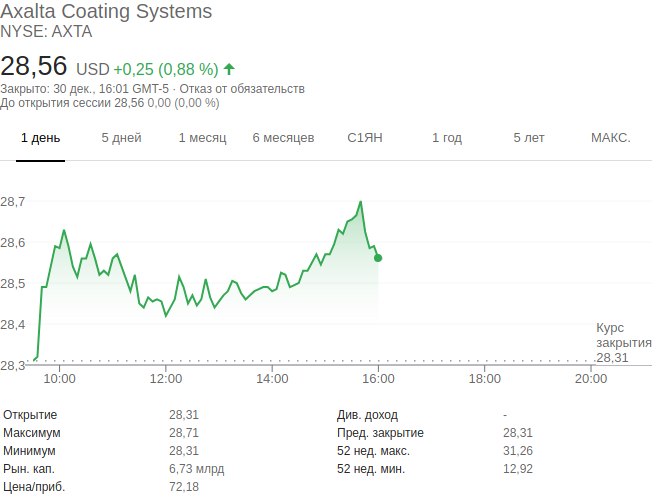 Axalta Coating Systems
NYSE: AXTA
28,56 USD +0,25 (0,88 %)
Закрыто: 30 дек., 16:01 GMT-5 · Отказ от обязательств
До открытия сессии 28,56 0,00 (0,00 %)
1 день 5 дней 1 месяц 6 месяцев С1ЯН 1 год 5 лет МАКС.
28,7
28,6
28,5
28,4
28,3
Курс
закрытия
28,31
10:00 12:00 14:00 16:00 18:00 20:00
Открытие 28,31 Див. доход -
Максимум 28,71 Пред. закрытие 28,31
Минимум 28,31 52 нед. макс. 31,26
Рын. кап. 6,73 млрд 52 нед. мин. 12,92
Цена/приб. 72,18